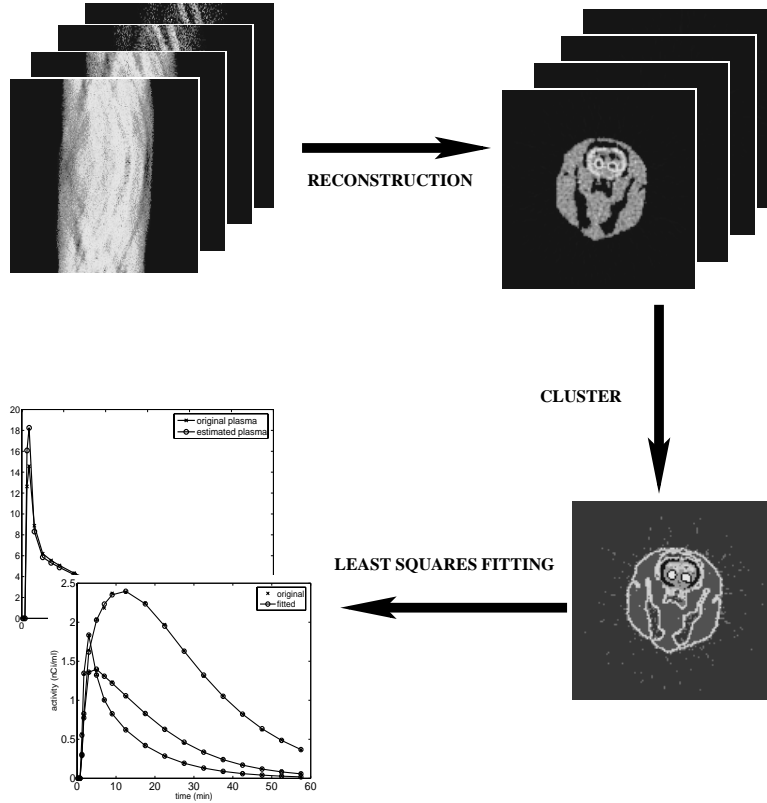 RECONSTRUCTION
CLUSTER
20
18
16
14
12
10
8
6
4
2
0
0
original plasma
estimated plasma
LEAST SQUARES FITTING
2.5
2
1.5
1
0.5
0
activity (nCi/ml)
original
fitted
0 10 20 30 40 50 60
time (min)